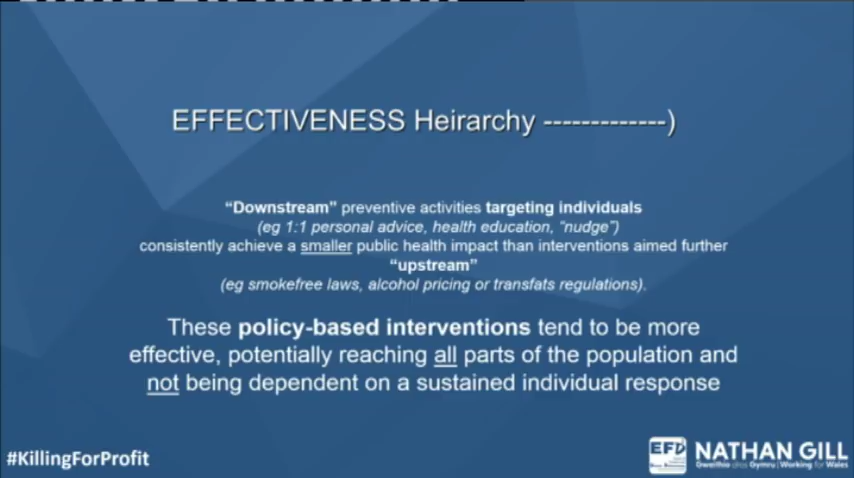 EFFECTIVENESS Heirarchy -------------)
“Downstream” preventive activities targeting individuals
(eg 1:1 personal advice, health education, “nudge”)
consistently achieve a smaller public health impact than interventions aimed further
“upstream”
(eg smokefree laws, alcohol pricing or transfats regulations).
These policy-based interventions tend to be more
effective, potentially reaching all parts of the population and
not being dependent on a sustained individual response
#KillingForProfit
EFD
NATHAN GILL
Gweithio dros Gymru | Working for Wales